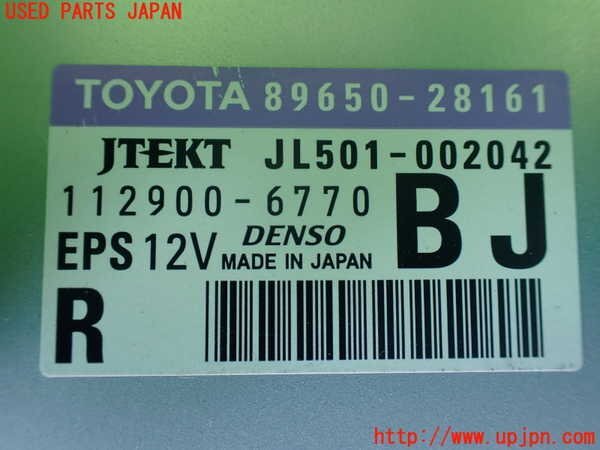 USED PARTS JAPAN
TOYOTA 89650-28161
JTEKT JL501-002042
112900-6770 BJ
EPS 12V DENSO MADE IN JAPAN
R
http://www.upjpn.com/